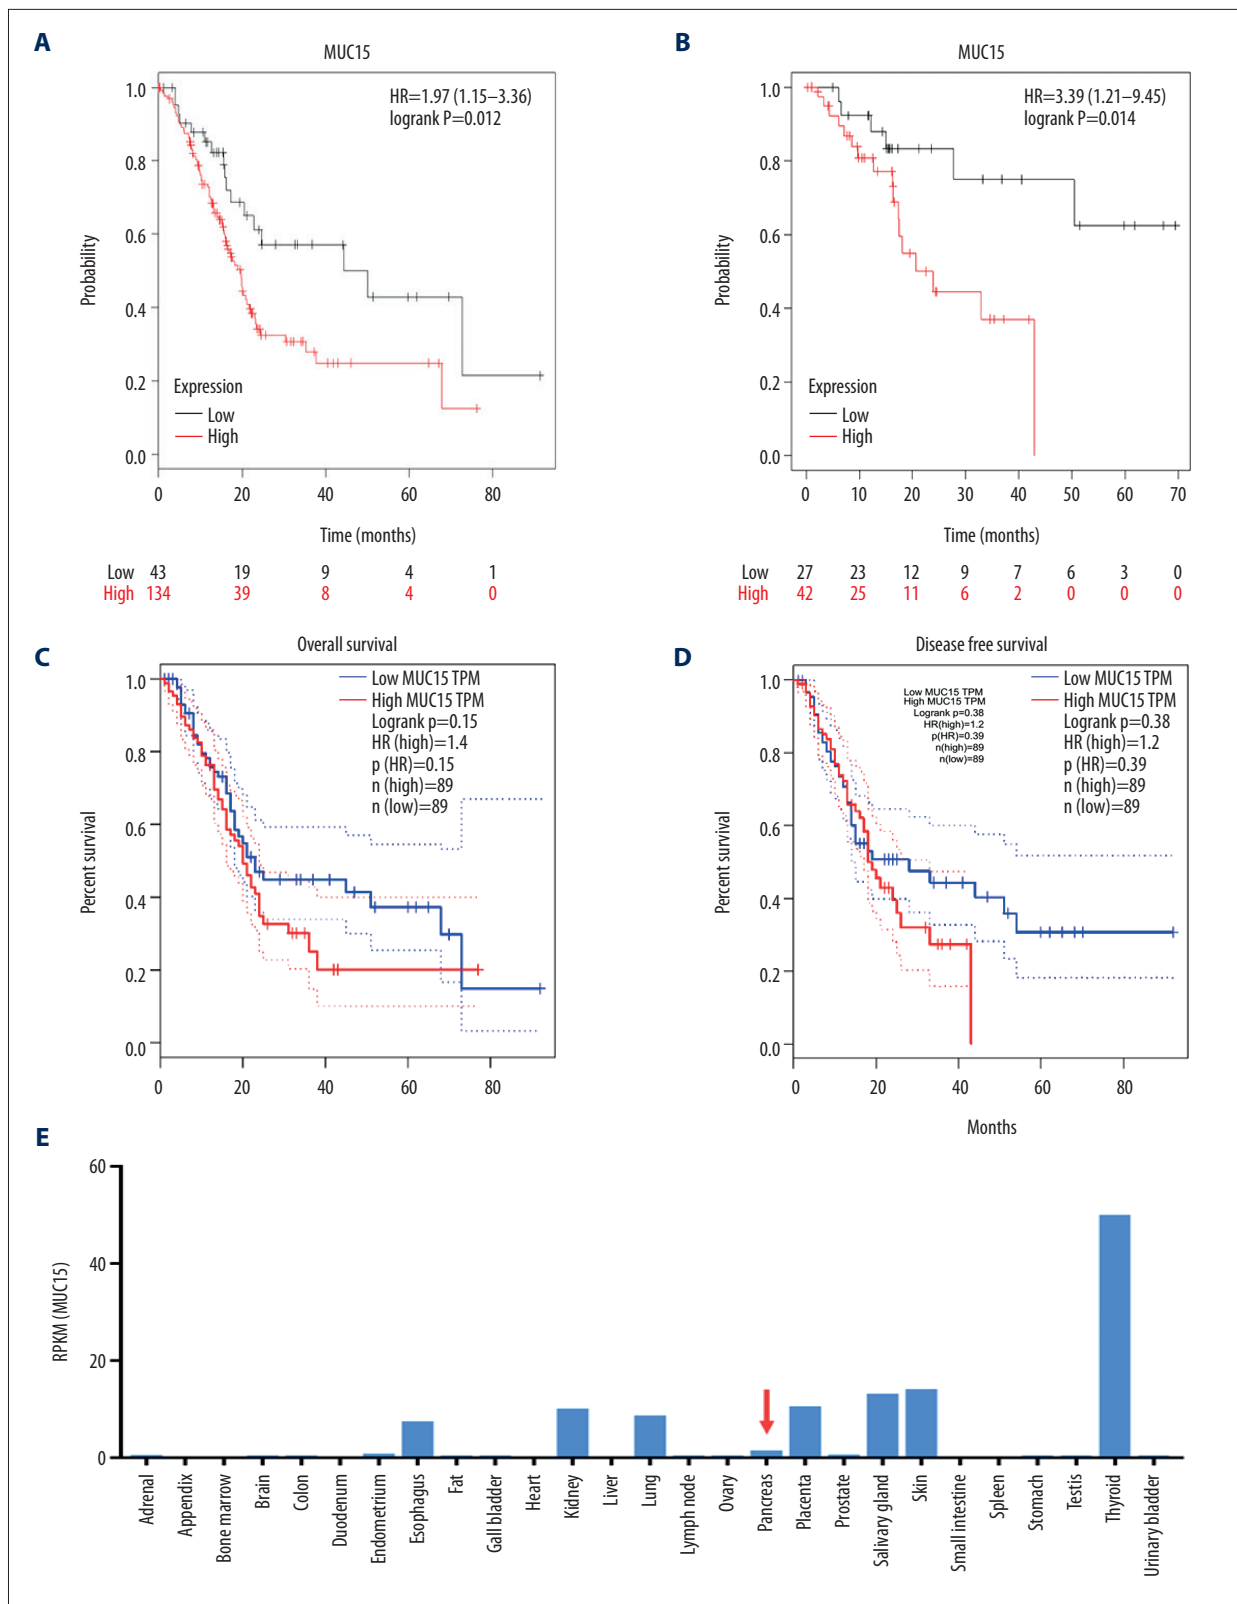 A
MUC15
HR=1.97 (1.15–3.36)
logrank P=0.012
Probability
1.0
0.8
0.6
0.4
0.2
0.0
Expression
Low
High
0 20 40 60 80
Time (months)
Low 43 19 9 4 1
High 134 39 8 4 0
B
MUC15
HR=3.39 (1.21–9.45)
logrank P=0.014
Probability
1.0
0.8
0.6
0.4
0.2
0.0
Expression
Low
High
0 10 20 30 40 50 60 70
Time (months)
Low 27 23 12 9 7 6 3 0
High 42 25 11 6 2 0 0 0
C
Overall survival
Low MUC15 TPM
High MUC15 TPM
Logrank p=0.15
HR (high)=1.4
p (HR)=0.15
n (high)=89
n (low)=89
Percent survival
1.0
0.8
0.6
0.4
0.2
0.0
0 20 40 60 80
D
Disease free survival
Low MUC15 TPM
High MUC15 TPM
Logrank p=0.38
HR(high)=1.2
p(HR)=0.39
n(high)=89
n(low)=89
Low MUC15 TPM
High MUC15 TPM
Logrank p=0.38
HR (high)=1.2
p (HR)=0.39
n (high)=89
n (low)=89
Percent survival
1.0
0.8
0.6
0.4
0.2
0.0
0 20 40 60 80
Months
E
RPKM (MUC15)
60
40
20
0
Adrenal
Appendix
Bone marrow
Brain
Colon
Duodenum
Endometrium
Esophagus
Fat
Gall bladder
Heart
Kidney
Liver
Lung
Lymph node
Ovary
Pancreas
Placenta
Prostate
Salivary gland
Skin
Small intestine
Spleen
Stomach
Testis
Thyroid
Urinary bladder